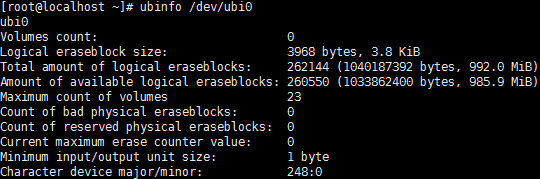 [root@localhost ~]# ubinfo /dev/ubi0
ubi0
Volumes count: 0
Logical eraseblock size: 3968 bytes, 3.8 KiB
Total amount of logical eraseblocks: 262144 (1040187392 bytes, 992.0 MiB)
Amount of available logical eraseblocks: 260550 (1033862400 bytes, 985.9 MiB)
Maximum count of volumes 23
Count of bad physical eraseblocks: 0
Count of reserved physical eraseblocks: 0
Current maximum erase counter value: 0
Minimum input/output unit size: 1 byte
Character device major/minor: 248:0